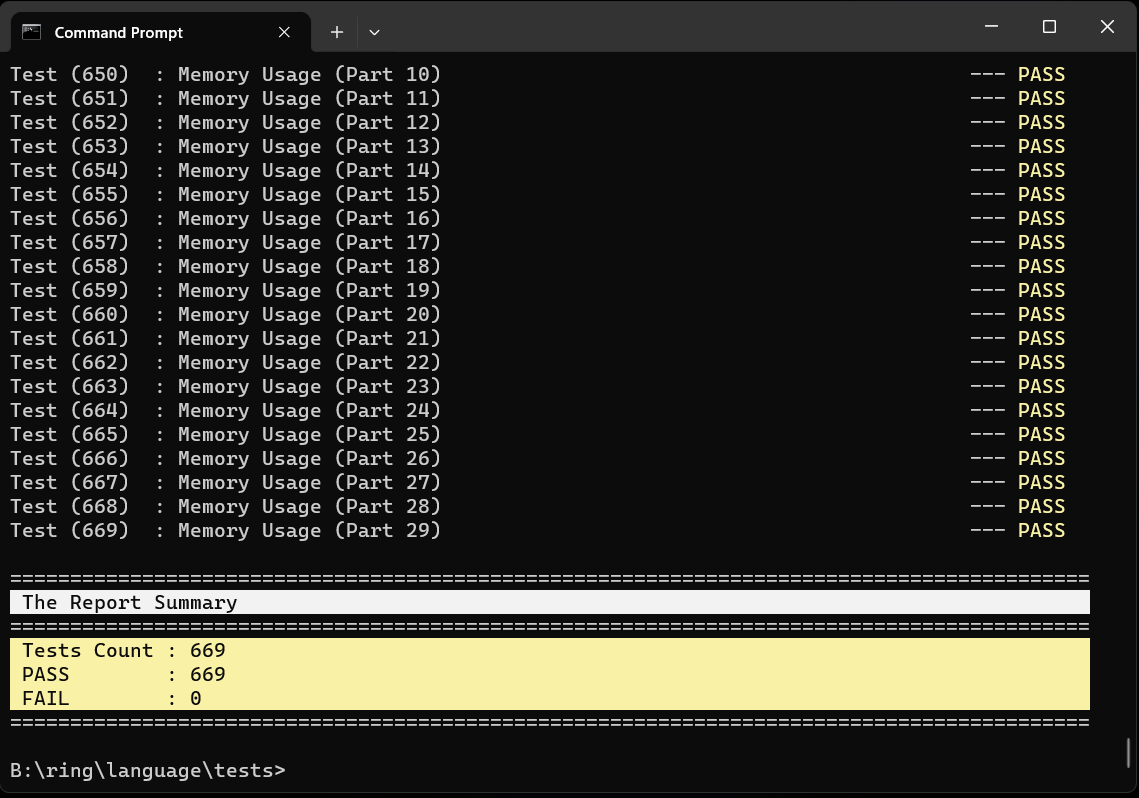 Command Prompt
Test (650)  : Memory Usage (Part 10)                                            --- PASS
Test (651)  : Memory Usage (Part 11)                                            --- PASS
Test (652)  : Memory Usage (Part 12)                                            --- PASS
Test (653)  : Memory Usage (Part 13)                                            --- PASS
Test (654)  : Memory Usage (Part 14)                                            --- PASS
Test (655)  : Memory Usage (Part 15)                                            --- PASS
Test (656)  : Memory Usage (Part 16)                                            --- PASS
Test (657)  : Memory Usage (Part 17)                                            --- PASS
Test (658)  : Memory Usage (Part 18)                                            --- PASS
Test (659)  : Memory Usage (Part 19)                                            --- PASS
Test (660)  : Memory Usage (Part 20)                                            --- PASS
Test (661)  : Memory Usage (Part 21)                                            --- PASS
Test (662)  : Memory Usage (Part 22)                                            --- PASS
Test (663)  : Memory Usage (Part 23)                                            --- PASS
Test (664)  : Memory Usage (Part 24)                                            --- PASS
Test (665)  : Memory Usage (Part 25)                                            --- PASS
Test (666)  : Memory Usage (Part 26)                                            --- PASS
Test (667)  : Memory Usage (Part 27)                                            --- PASS
Test (668)  : Memory Usage (Part 28)                                            --- PASS
Test (669)  : Memory Usage (Part 29)                                            --- PASS
==========================================================================================
The Report Summary
==========================================================================================
Tests Count : 669
PASS        : 669
FAIL        : 0
==========================================================================================
B:\ring\language\tests>